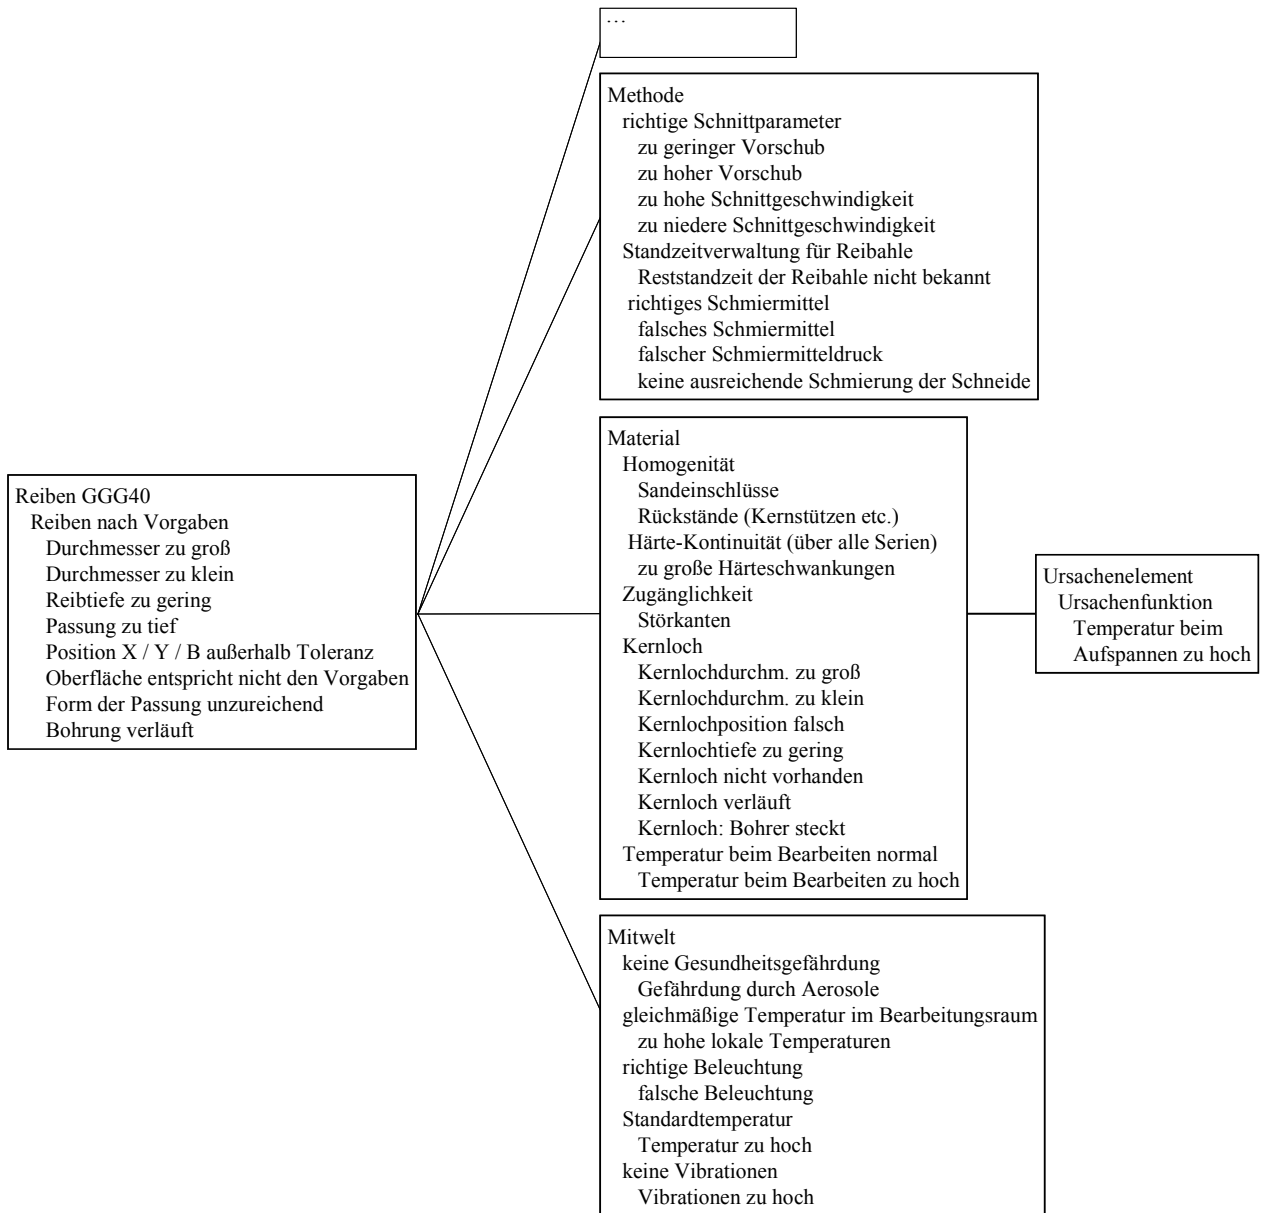 …
Methode
richtige Schnittparameter
zu geringer Vorschub
zu hoher Vorschub
zu hohe Schnittgeschwindigkeit
zu niedere Schnittgeschwindigkeit
Standzeitverwaltung für Reibahle
Reststandzeit der Reibahle nicht bekannt
richtiges Schmiermittel
falsches Schmiermittel
falscher Schmiermitteldruck
keine ausreichende Schmierung der Schneide
Reiben GGG40
Reiben nach Vorgaben
Durchmesser zu groß
Durchmesser zu klein
Reibtiefe zu gering
Passung zu tief
Position X / Y / B außerhalb Toleranz
Oberfläche entspricht nicht den Vorgaben
Form der Passung unzureichend
Bohrung verläuft
Material
Homogenität
Sandeinschlüsse
Rückstände (Kernstützen etc.)
Härte-Kontinuität (über alle Serien)
zu große Härteschwankungen
Zugänglichkeit
Störkanten
Kernloch
Kernlochdurchm. zu groß
Kernlochdurchm. zu klein
Kernlochposition falsch
Kernlochtiefe zu gering
Kernloch nicht vorhanden
Kernloch verläuft
Kernloch: Bohrer steckt
Temperatur beim Bearbeiten normal
Temperatur beim Bearbeiten zu hoch
Ursachenelement
Ursachenfunktion
Temperatur beim
Aufspannen zu hoch
Mitwelt
keine Gesundheitsgefährdung
Gefährdung durch Aerosole
gleichmäßige Temperatur im Bearbeitungsraum
zu hohe lokale Temperaturen
richtige Beleuchtung
falsche Beleuchtung
Standardtemperatur
Temperatur zu hoch
keine Vibrationen
Vibrationen zu hoch